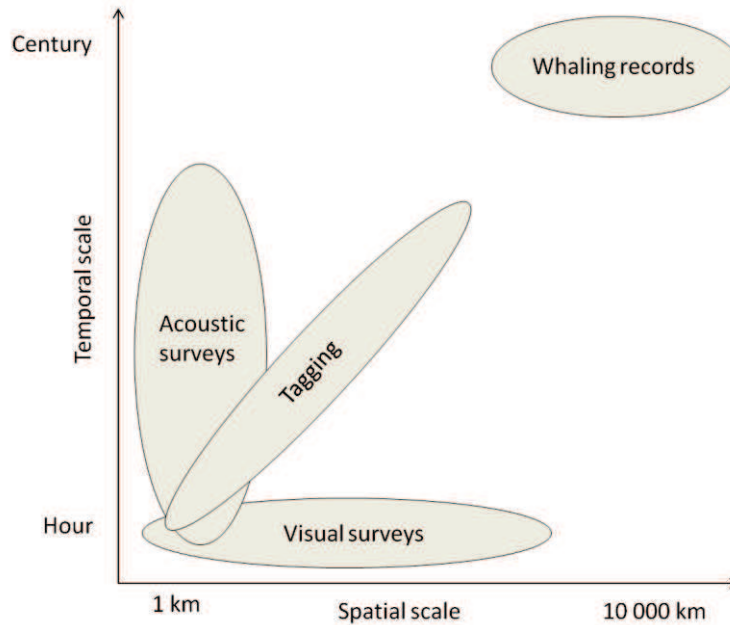 Century
Whaling records
Temporal scale
Acoustic
surveys
Tagging
Hour
Visual surveys
1 km
Spatial scale
10 000 km